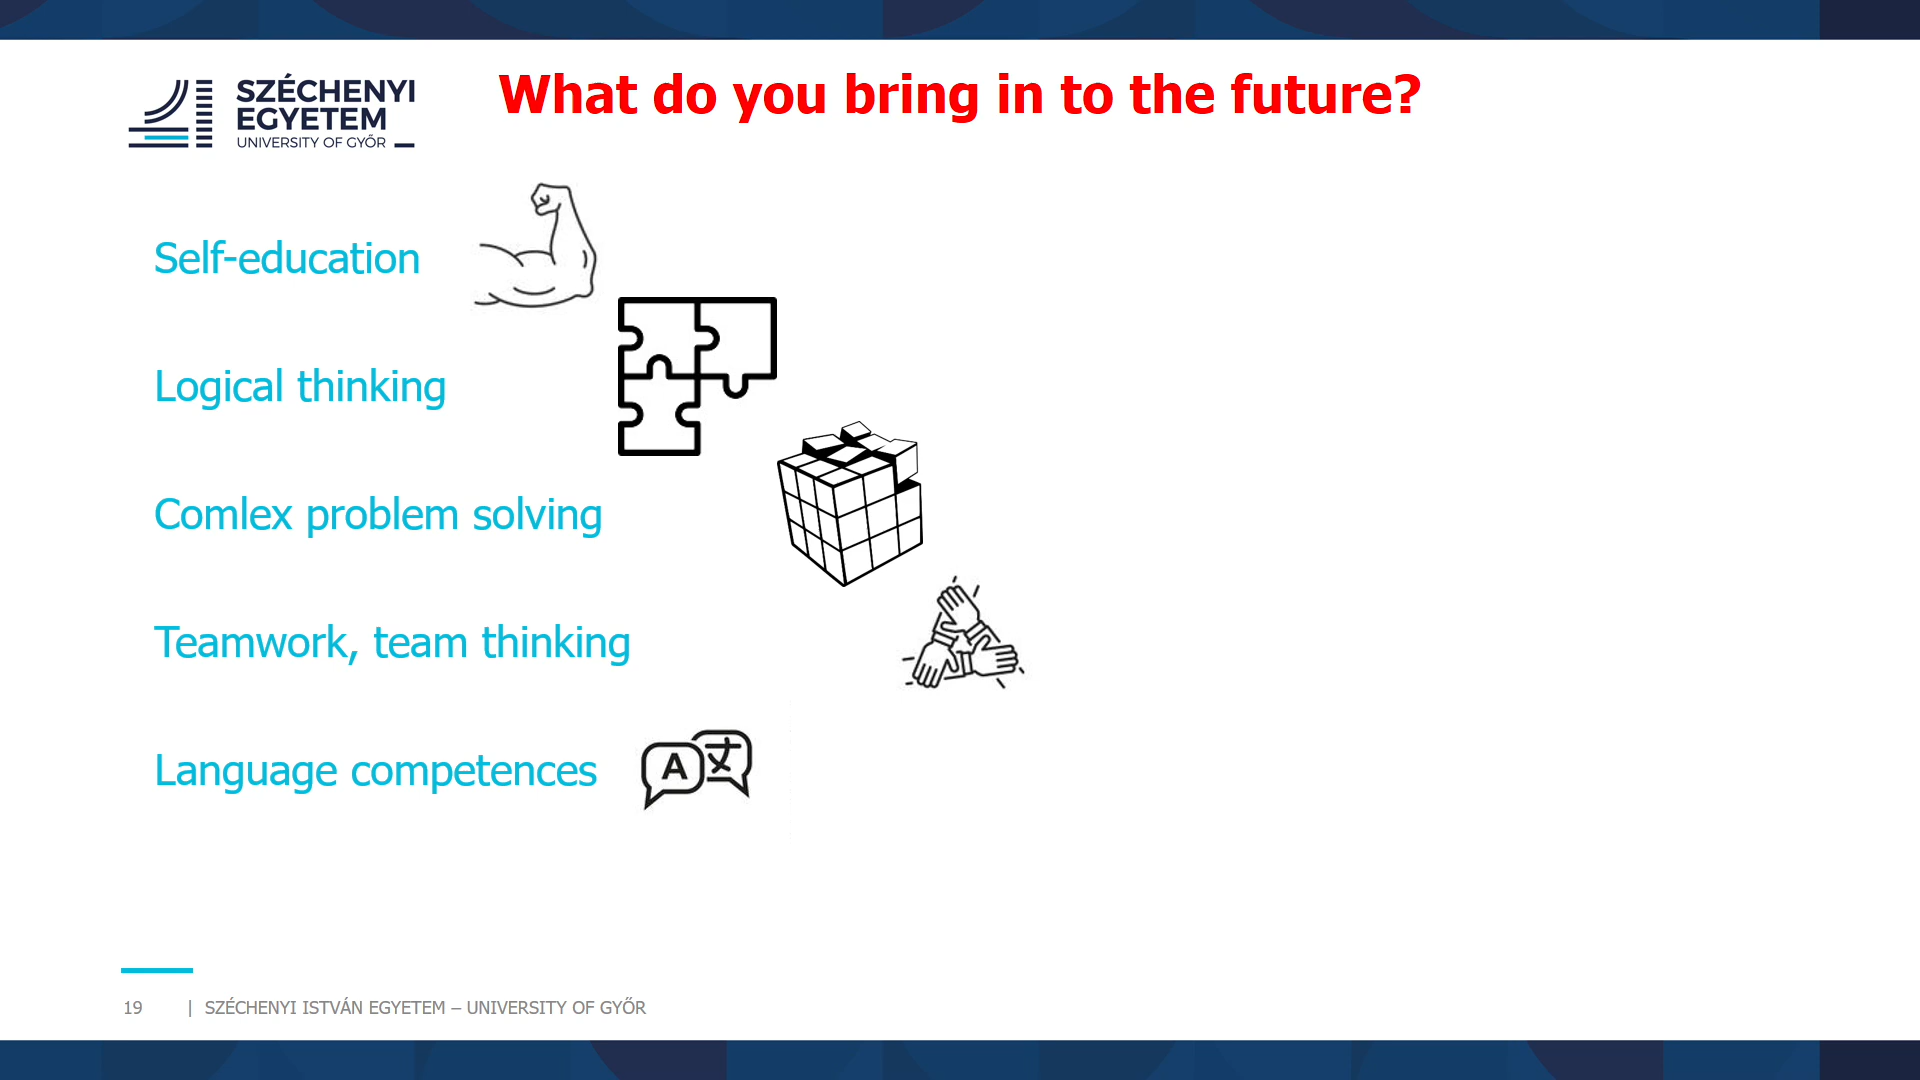 SZÉCHENYI
EGYETEM
UNIVERSITY OF GYŐR
What do you bring in to the future?
Self-education
Logical thinking
Comlex problem solving
Teamwork, team thinking
Language competences
A 文
19 | SZÉCHENYI ISTVÁN EGYETEM – UNIVERSITY OF GYŐR